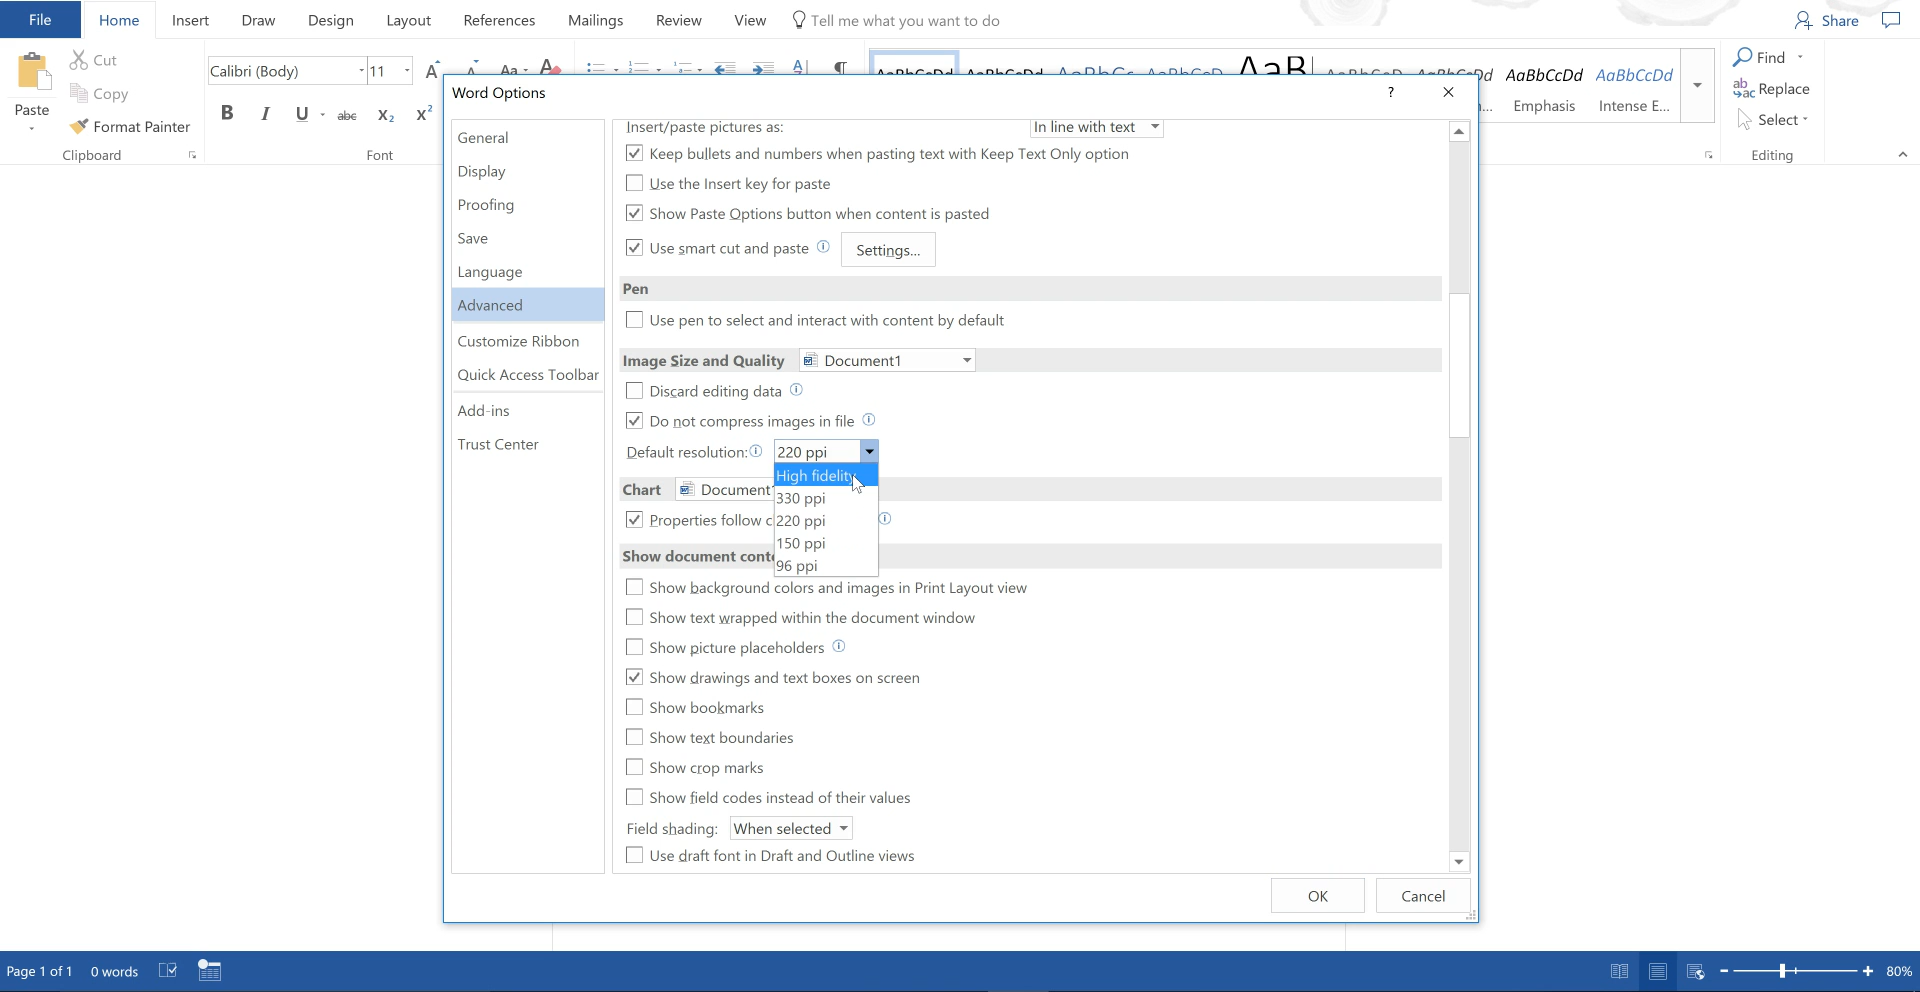 File Home Insert Draw Design Layout References Mailings Review View Tell me what you want to do Share
Paste
Cut
Copy
Format Painter
Clipboard
Calibri (Body) 11
B I U abc X₂ X²
Font
AaBbCcDd AaBbCcDd
Emphasis Intense E...
Find
Replace
Select
Editing
Word Options ?
General
Display
Proofing
Save
Language
Advanced
Customize Ribbon
Quick Access Toolbar
Add-ins
Trust Center
Insert/paste pictures as: In line with text
Keep bullets and numbers when pasting text with Keep Text Only option
Use the Insert key for paste
Show Paste Options button when content is pasted
Use smart cut and paste Settings...
Pen
Use pen to select and interact with content by default
Image Size and Quality Document1
Discard editing data
Do not compress images in file
Default resolution: 220 ppi
High fidelity
330 ppi
220 ppi
150 ppi
96 ppi
Chart
Properties follow
Show document
Show background colors and images in Print Layout view
Show text wrapped within the document window
Show picture placeholders
Show drawings and text boxes on screen
Show bookmarks
Show text boundaries
Show crop marks
Show field codes instead of their values
Field shading: When selected
Use draft font in Draft and Outline views
OK Cancel
Page 1 of 1 0 words 80%